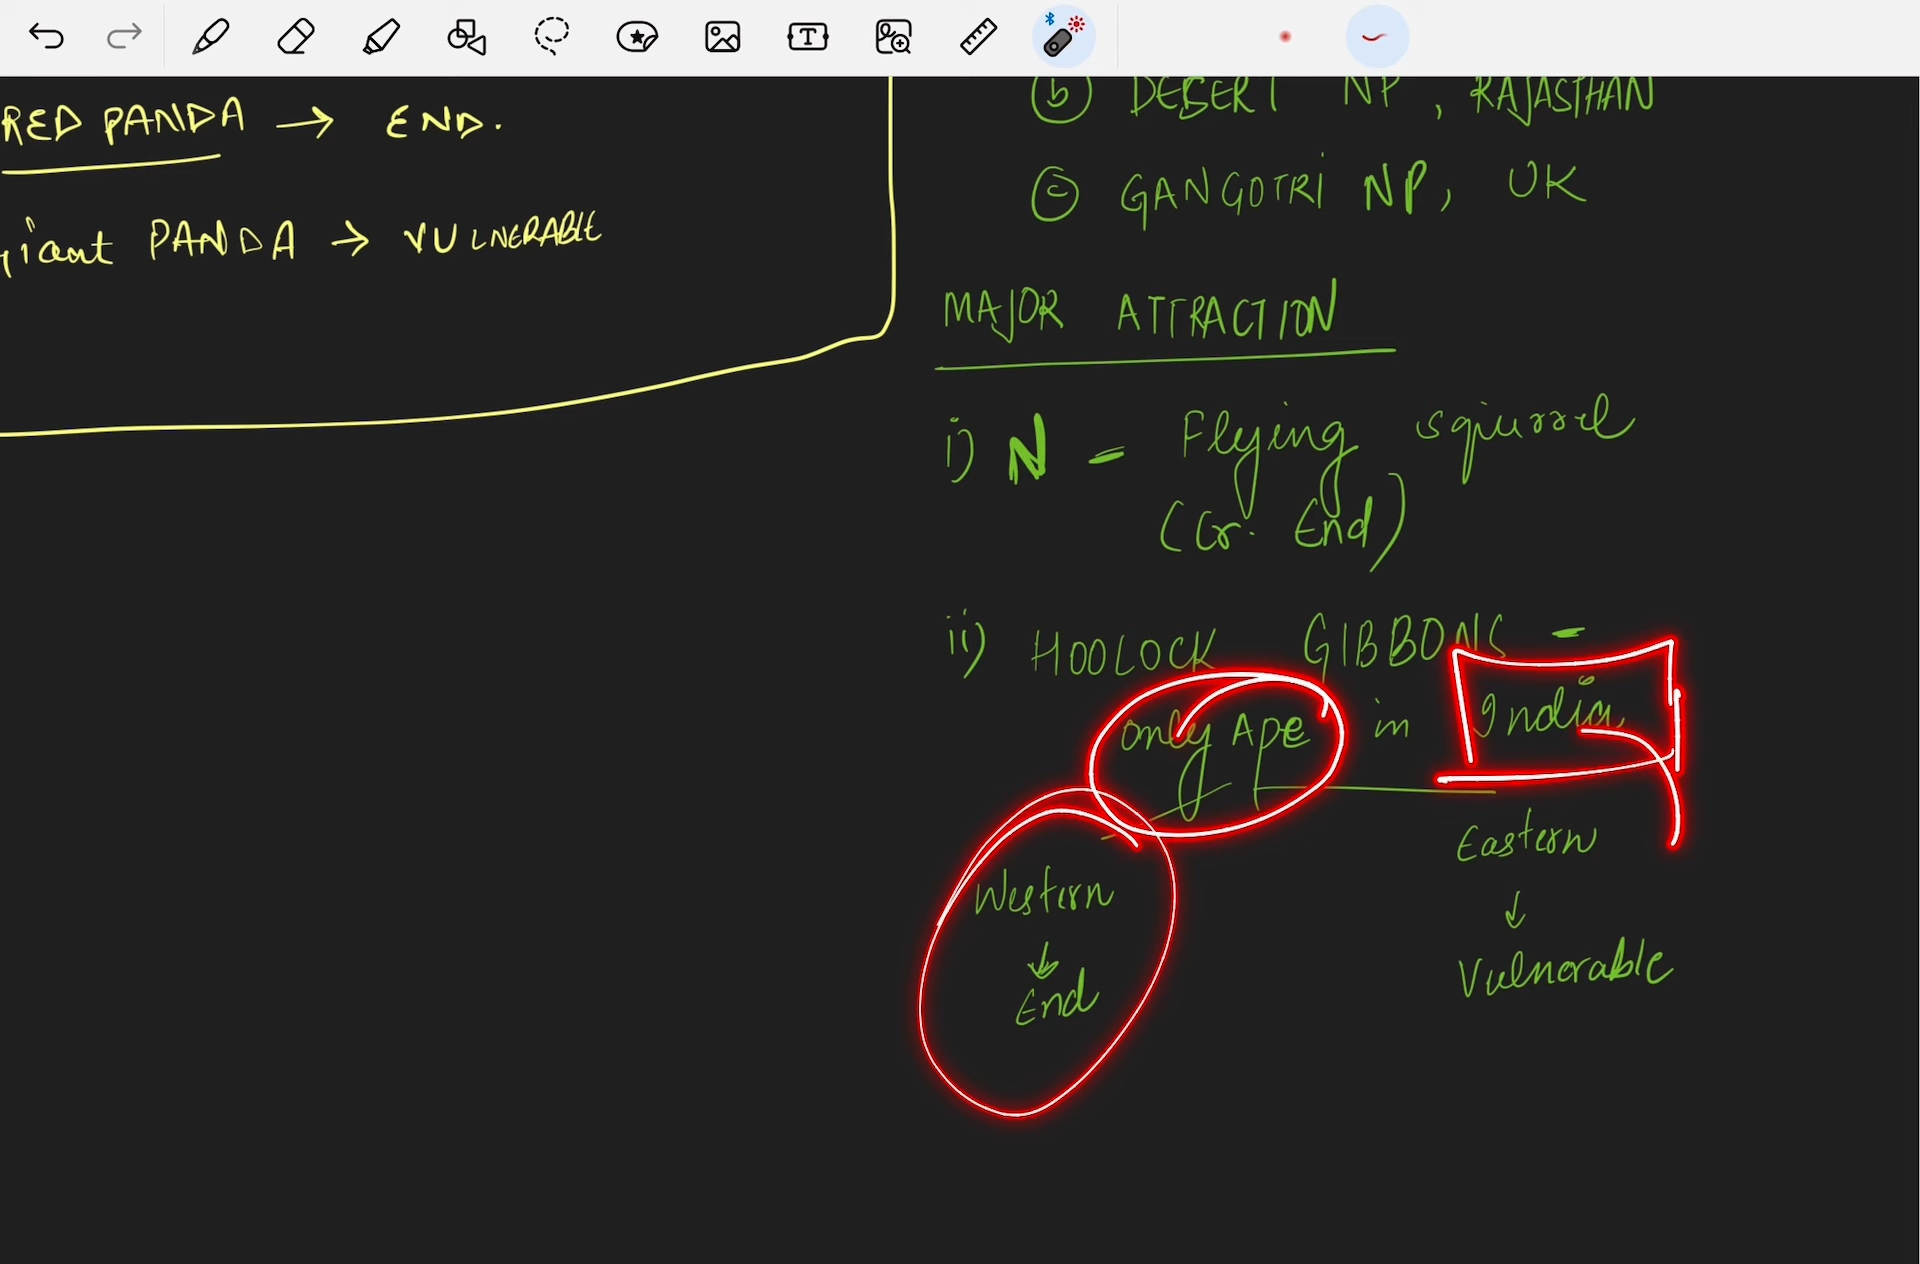 RED PANDA → END.
Giant PANDA → VULNERABLE
b DESERT NP, RAJASTHAN
c GANGOTRI NP, UK
MAJOR ATTRACTION
i) N - Flying squirrel
(Cr. End)
ii) HOOLOCK GIBBONS -
Only Ape in India
Western
↓
End
Eastern
↓
Vulnerable